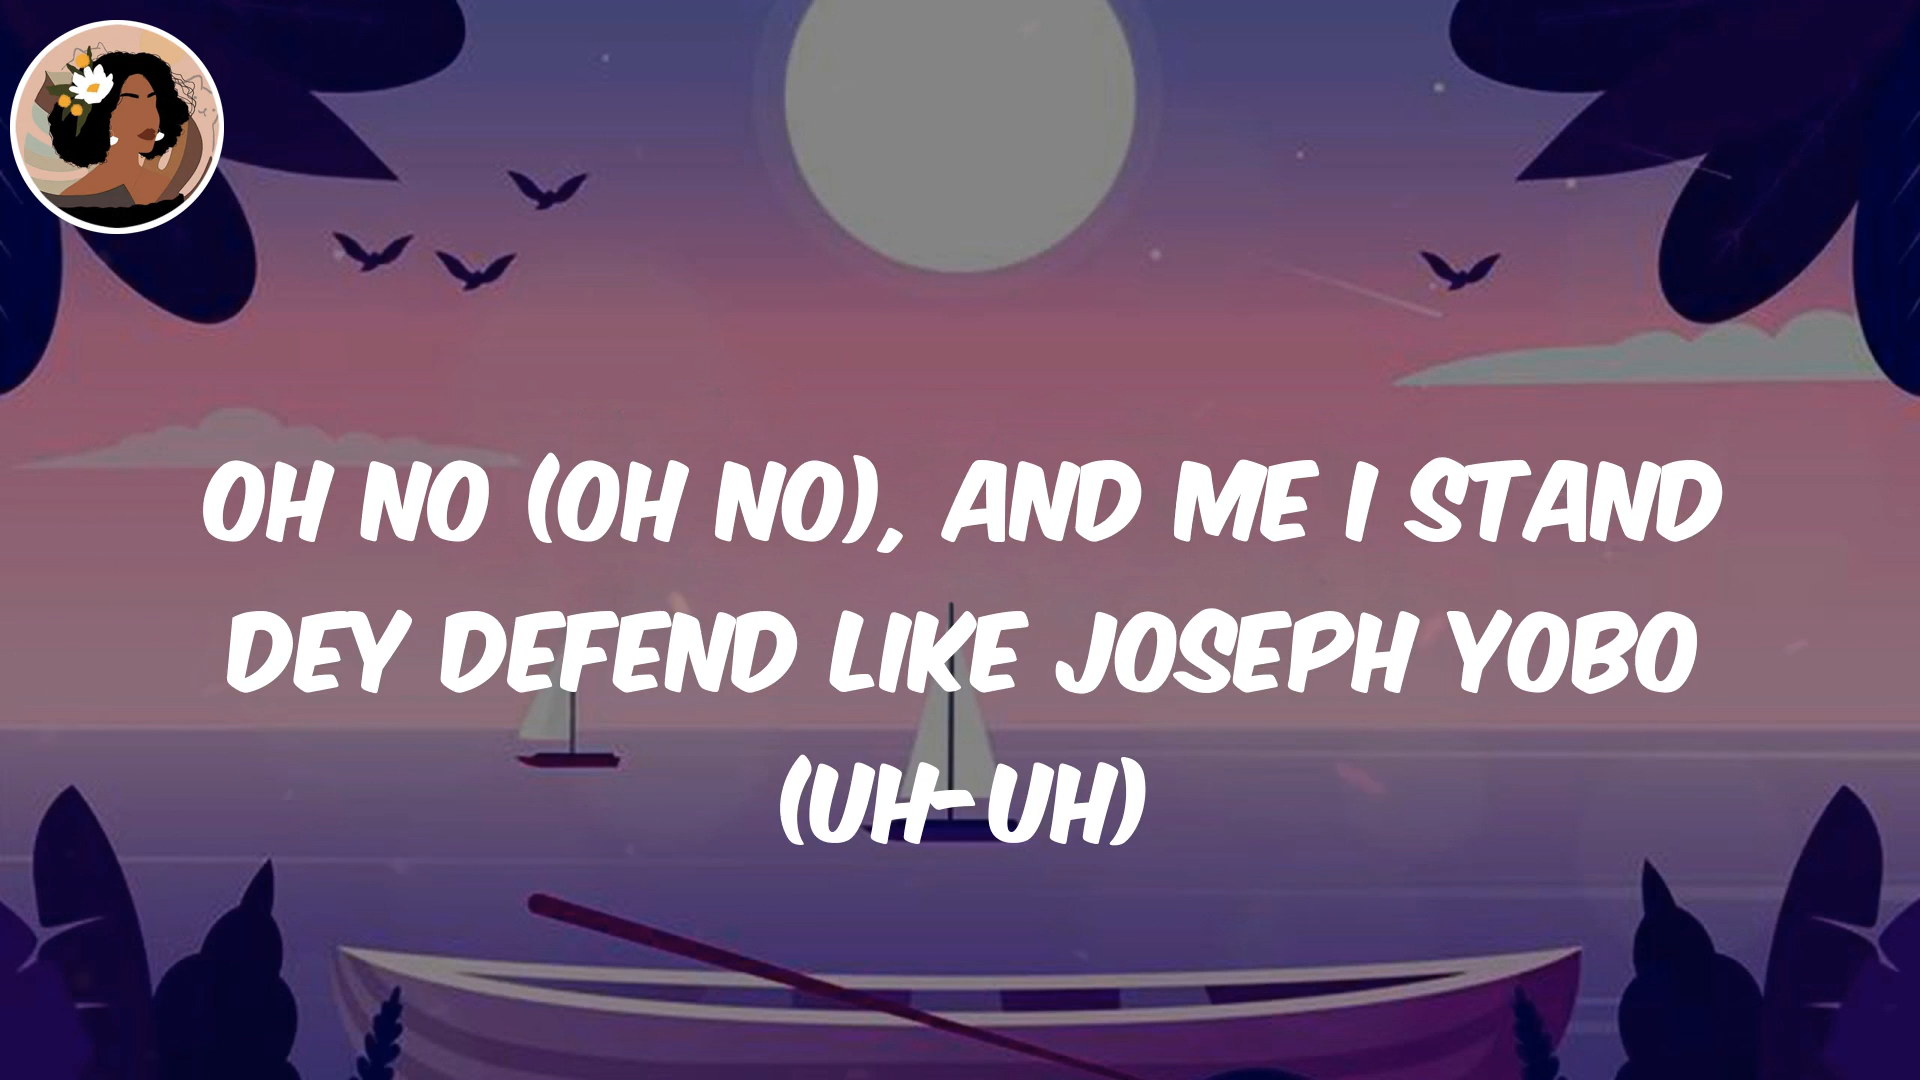 OH NO (OH NO), AND ME I STAND
DEY DEFEND LIKE JOSEPH YOBO
(UH-UH)